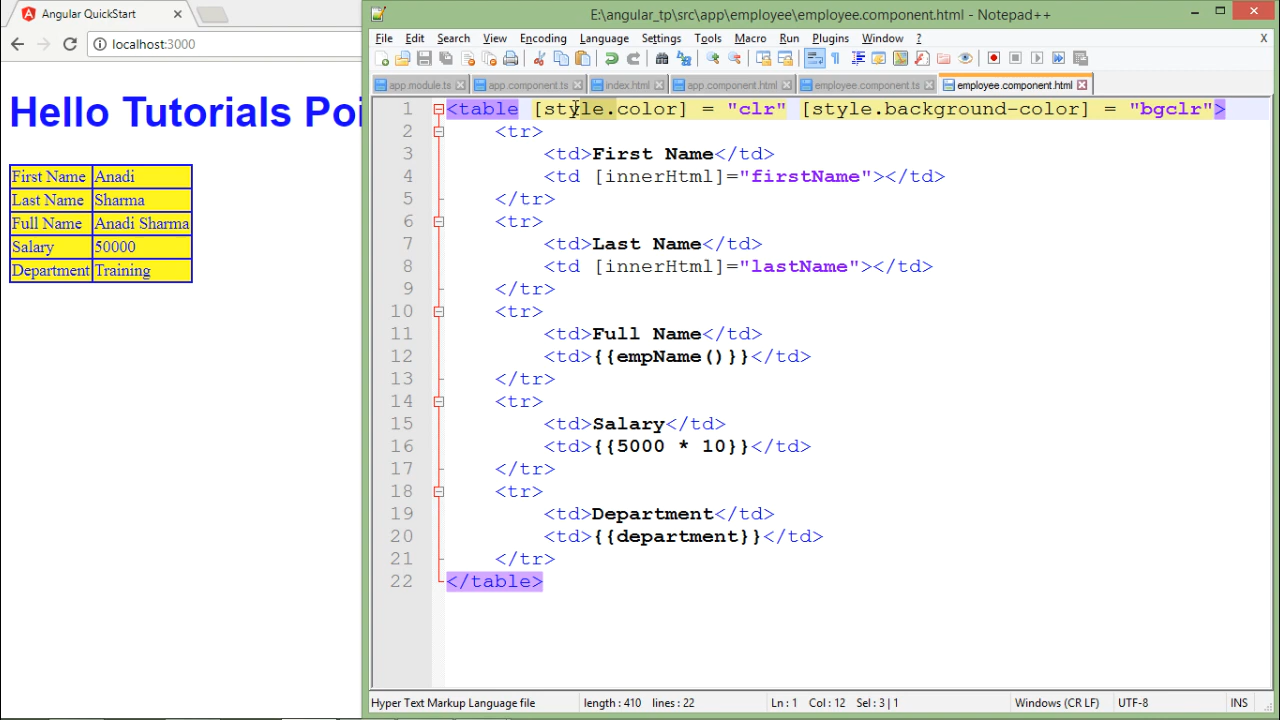 Angular QuickStart
localhost:3000
Hello Tutorials Poi
First Name Anadi
Last Name Sharma
Full Name Anadi Sharma
Salary 50000
Department Training
E:\angular_tp\src\app\employee\employee.component.html - Notepad++
File Edit Search View Encoding Language Settings Tools Macro Run Plugins Window ? X
app.module.ts app.component.ts index.html app.component.html employee.component.ts employee.component.html
1 <table [style.color] = "clr" [style.background-color] = "bgclr">
2 <tr>
3 <td>First Name</td>
4 <td [innerHtml]="firstName"></td>
5 </tr>
6 <tr>
7 <td>Last Name</td>
8 <td [innerHtml]="lastName"></td>
9 </tr>
10 <tr>
11 <td>Full Name</td>
12 <td>{{empName()}}</td>
13 </tr>
14 <tr>
15 <td>Salary</td>
16 <td>{{5000 * 10}}</td>
17 </tr>
18 <tr>
19 <td>Department</td>
20 <td>{{department}}</td>
21 </tr>
22 </table>
Hyper Text Markup Language file length : 410 lines : 22 Ln : 1 Col : 12 Sel : 3 | 1 Windows (CR LF) UTF-8 INS